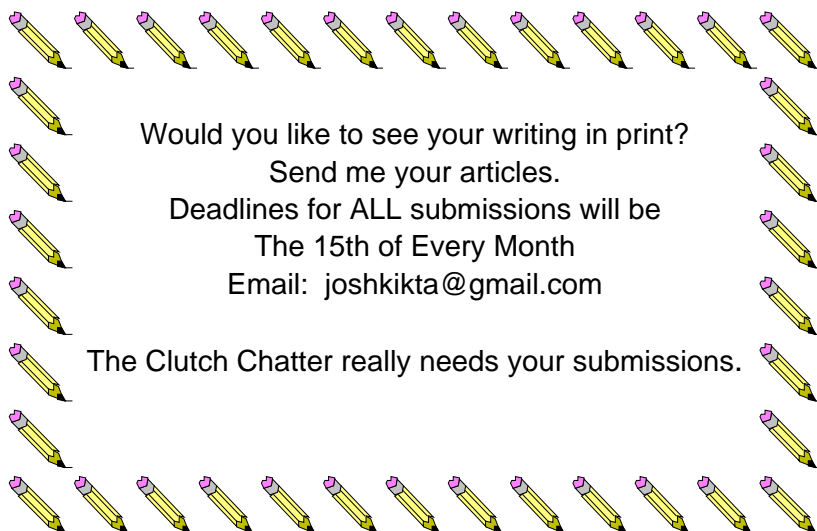 Would you like to see your writing in print?
Send me your articles.
Deadlines for ALL submissions will be
The 15th of Every Month
Email:  joshkikta@gmail.com
The Clutch Chatter really needs your submissions.